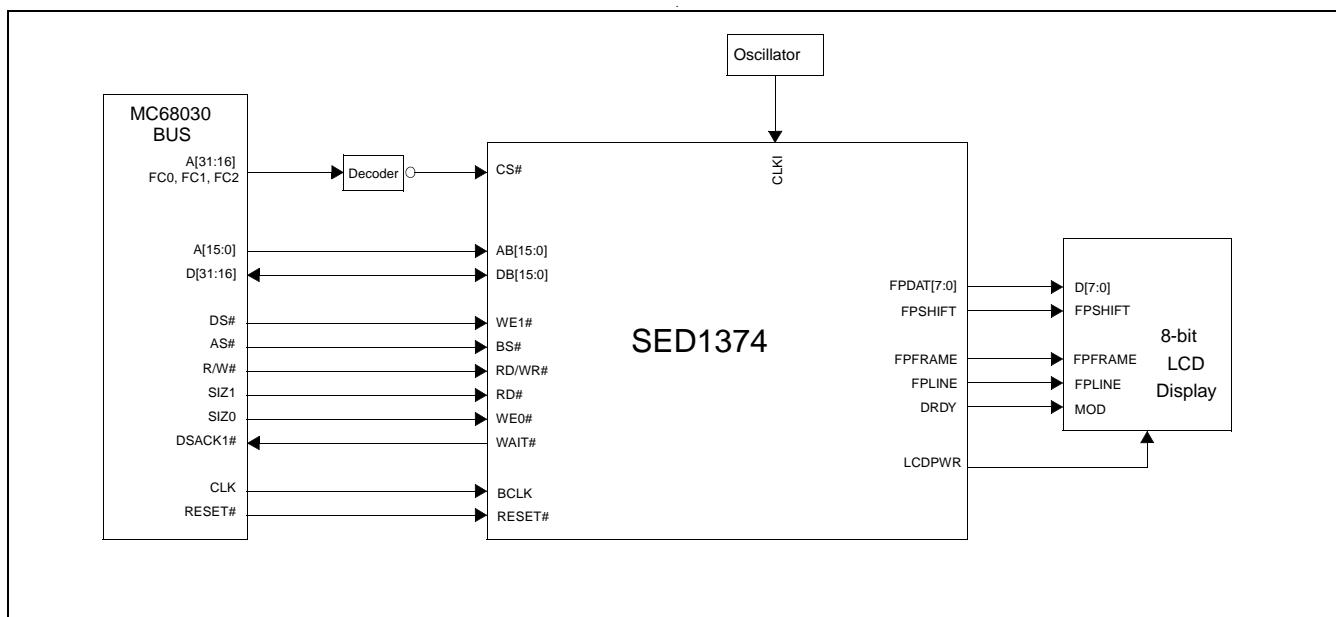 Oscillator
MC68030
BUS
A[31:16]
FC0, FC1, FC2
Decoder
CS#
CLKI
A[15:0]
AB[15:0]
D[31:16]
DB[15:0]
FPDAT[7:0]
D[7:0]
FPSHIFT
FPSHIFT
DS#
WE1#
AS#
BS#
SED1374
8-bit
LCD
Display
R/W#
RD/WR#
FPFRAME
FPFRAME
SIZ1
RD#
FPLINE
FPLINE
SIZ0
WE0#
DRDY
MOD
DSACK1#
WAIT#
LCDPWR
CLK
BCLK
RESET#
RESET#